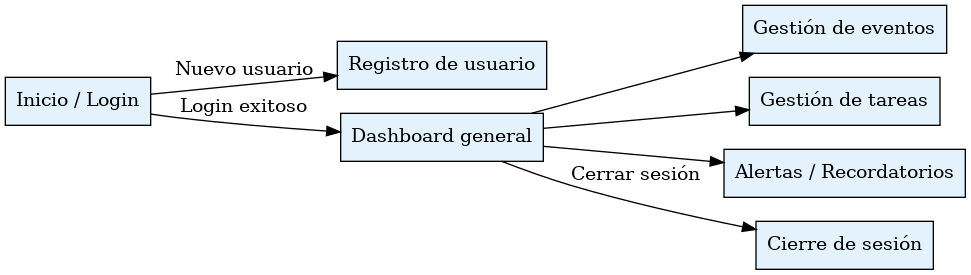 Inicio / Login
Nuevo usuario
Login exitoso
Registro de usuario
Dashboard general
Cerrar sesión
Gestión de eventos
Gestión de tareas
Alertas / Recordatorios
Cierre de sesión